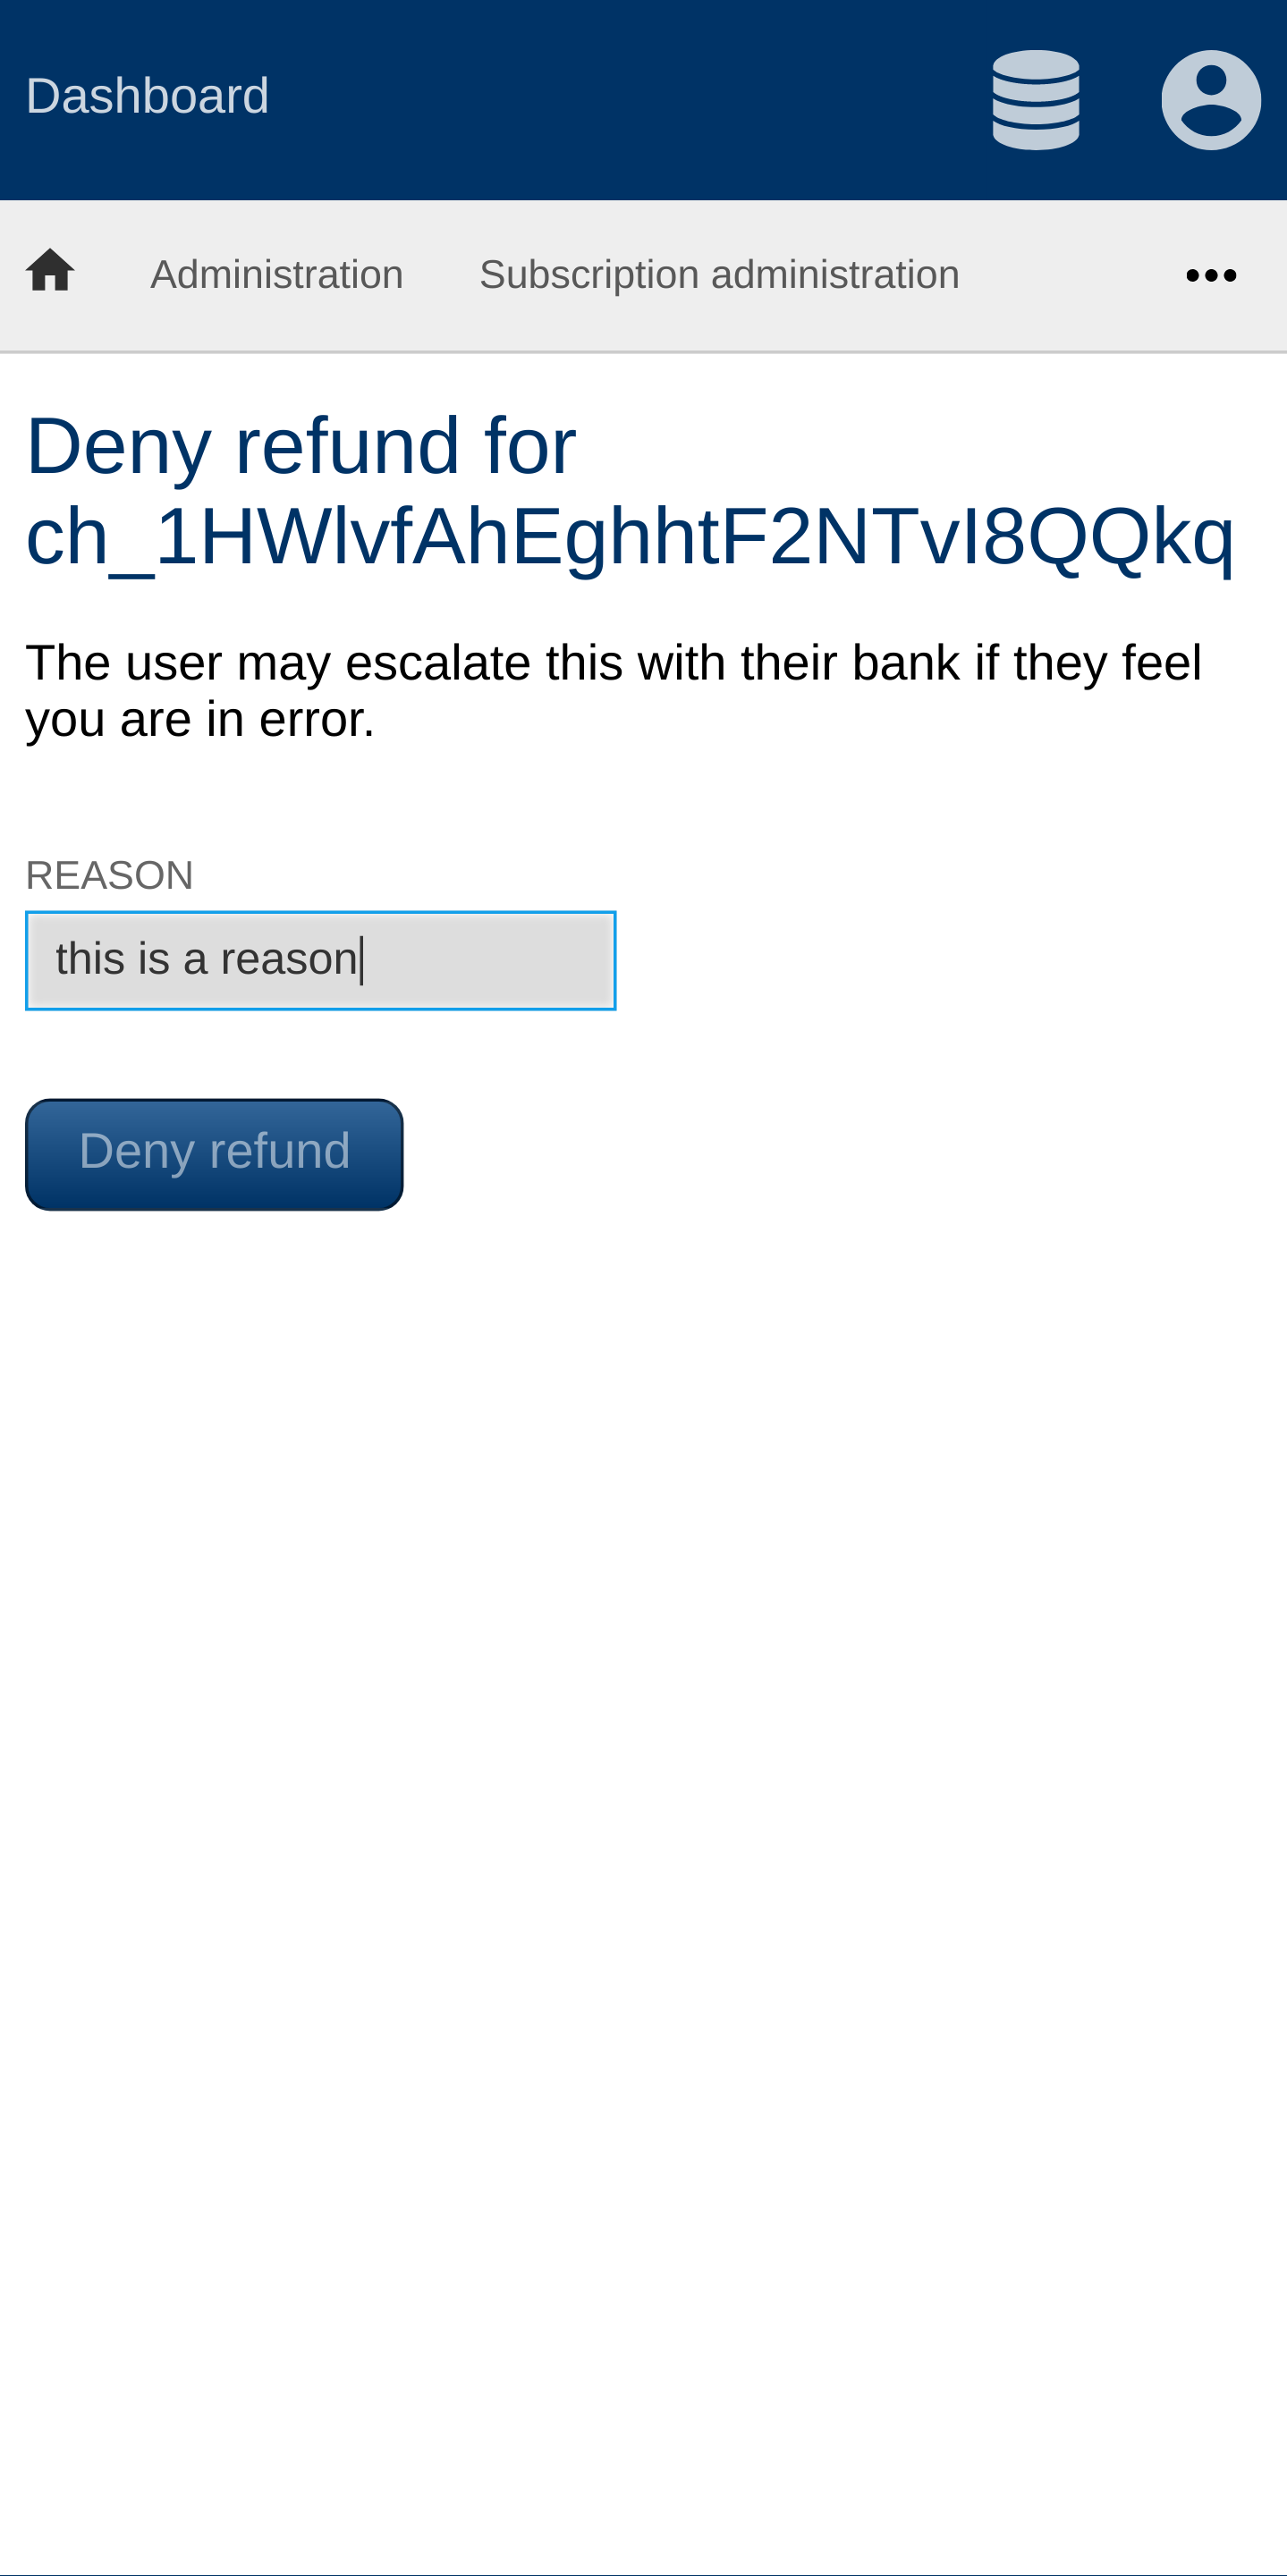 Dashboard
Administration Subscription administration
Deny refund for
ch_1HWlvfAhEghhtF2NTvI8QQkq
The user may escalate this with their bank if they feel
you are in error.
REASON
this is a reason
Deny refund